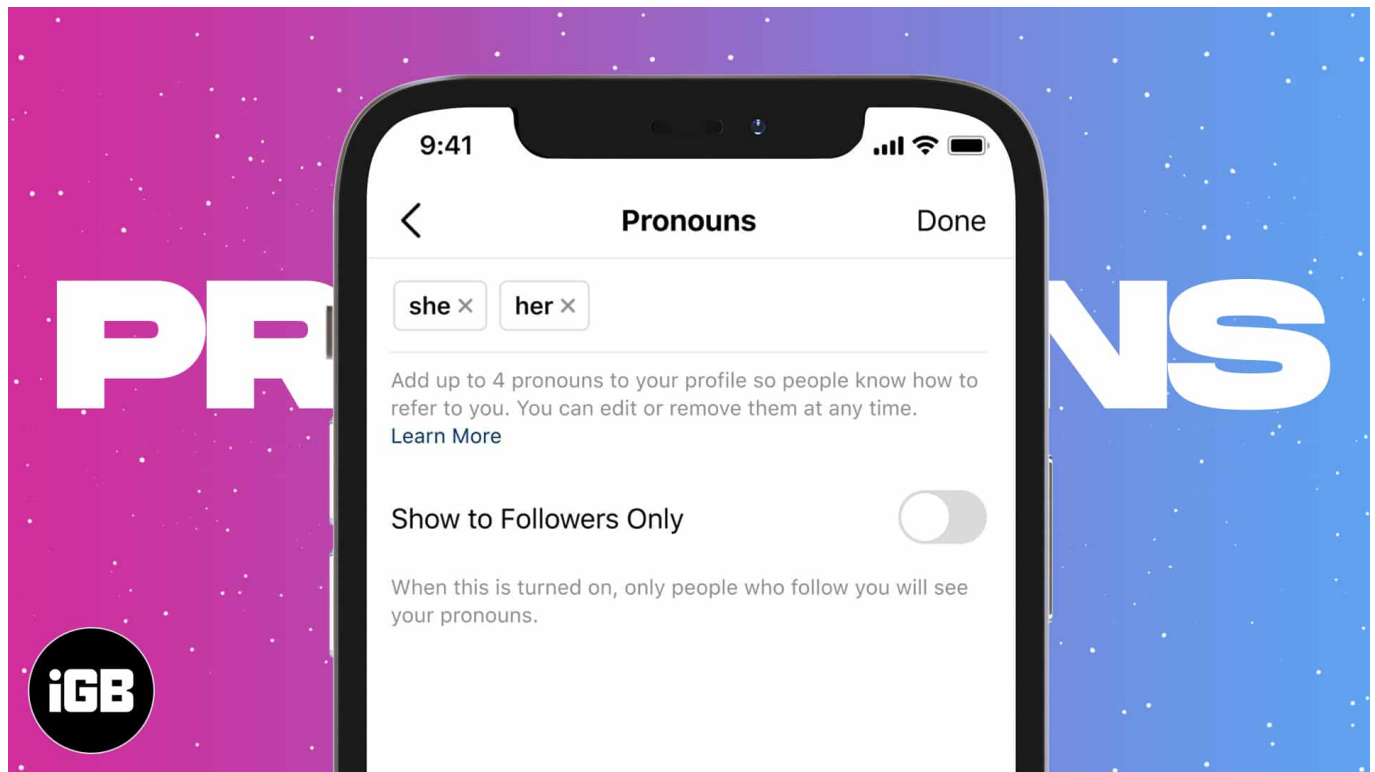 9:41
Pronouns
Done
she
her
PR
NS
Add up to 4 pronouns to your profile so people know how to
refer to you. You can edit or remove them at any time.
Learn More
Show to Followers Only
When this is turned on, only people who follow you will see
your pronouns.
iGB